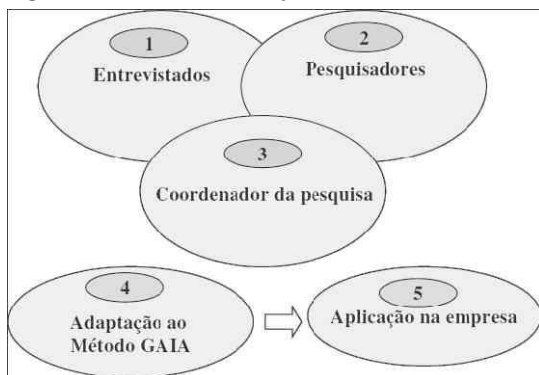 1
Entrevistados
2
Pesquisadores
3
Coordenador da pesquisa
4
Adaptação ao
Método GAIA
5
Aplicação na empresa